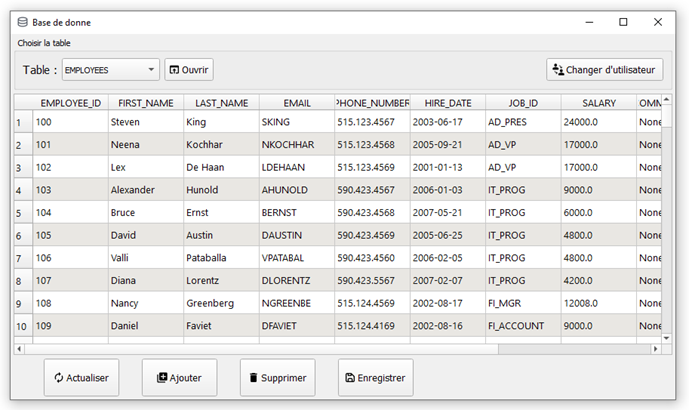 Base de donne
Choisir la table
Table : EMPLOYEES Ouvrir Changer d'utilisateur
EMPLOYEE_ID FIRST_NAME LAST_NAME EMAIL PHONE_NUMBER HIRE_DATE JOB_ID SALARY OMM
1 100 Steven King SKING 515.123.4567 2003-06-17 AD_PRES 24000.0 None
2 101 Neena Kochhar NKOCHHAR 515.123.4568 2005-09-21 AD_VP 17000.0 None
3 102 Lex De Haan LDEHAAN 515.123.4569 2001-01-13 AD_VP 17000.0 None
4 103 Alexander Hunold AHUNOLD 590.423.4567 2006-01-03 IT_PROG 9000.0 None
5 104 Bruce Ernst BERNST 590.423.4568 2007-05-21 IT_PROG 6000.0 None
6 105 David Austin DAUSTIN 590.423.4569 2005-06-25 IT_PROG 4800.0 None
7 106 Valli Pataballa VPATABAL 590.423.4560 2006-02-05 IT_PROG 4800.0 None
8 107 Diana Lorentz DLORENTZ 590.423.5567 2007-02-07 IT_PROG 4200.0 None
9 108 Nancy Greenberg NGREENBE 515.124.4569 2002-08-17 FI_MGR 12008.0 None
10 109 Daniel Faviet DFAVIET 515.124.4169 2002-08-16 FI_ACCOUNT 9000.0 None
Actualiser Ajouter Supprimer Enregistrer